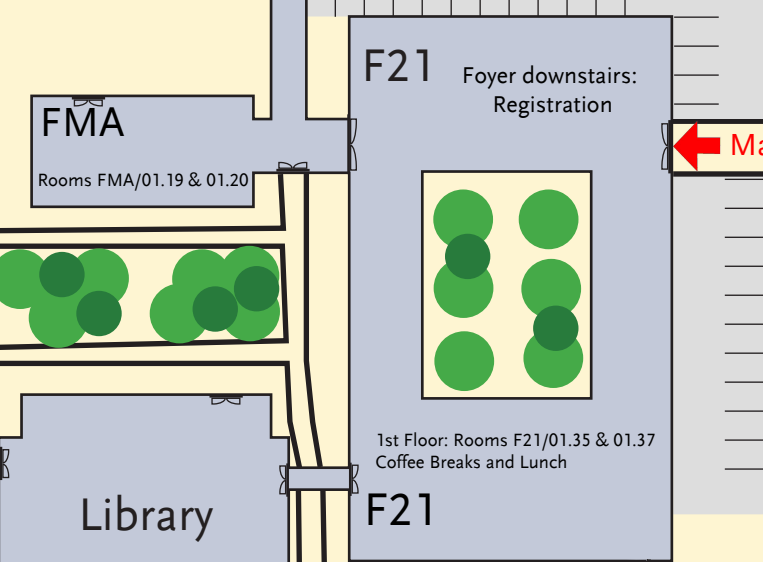 F21
Foyer downstairs:
Registration
FMA
Rooms FMA/01.19 & 01.20
1st Floor: Rooms F21/01.35 & 01.37
Coffee Breaks and Lunch
F21
Library